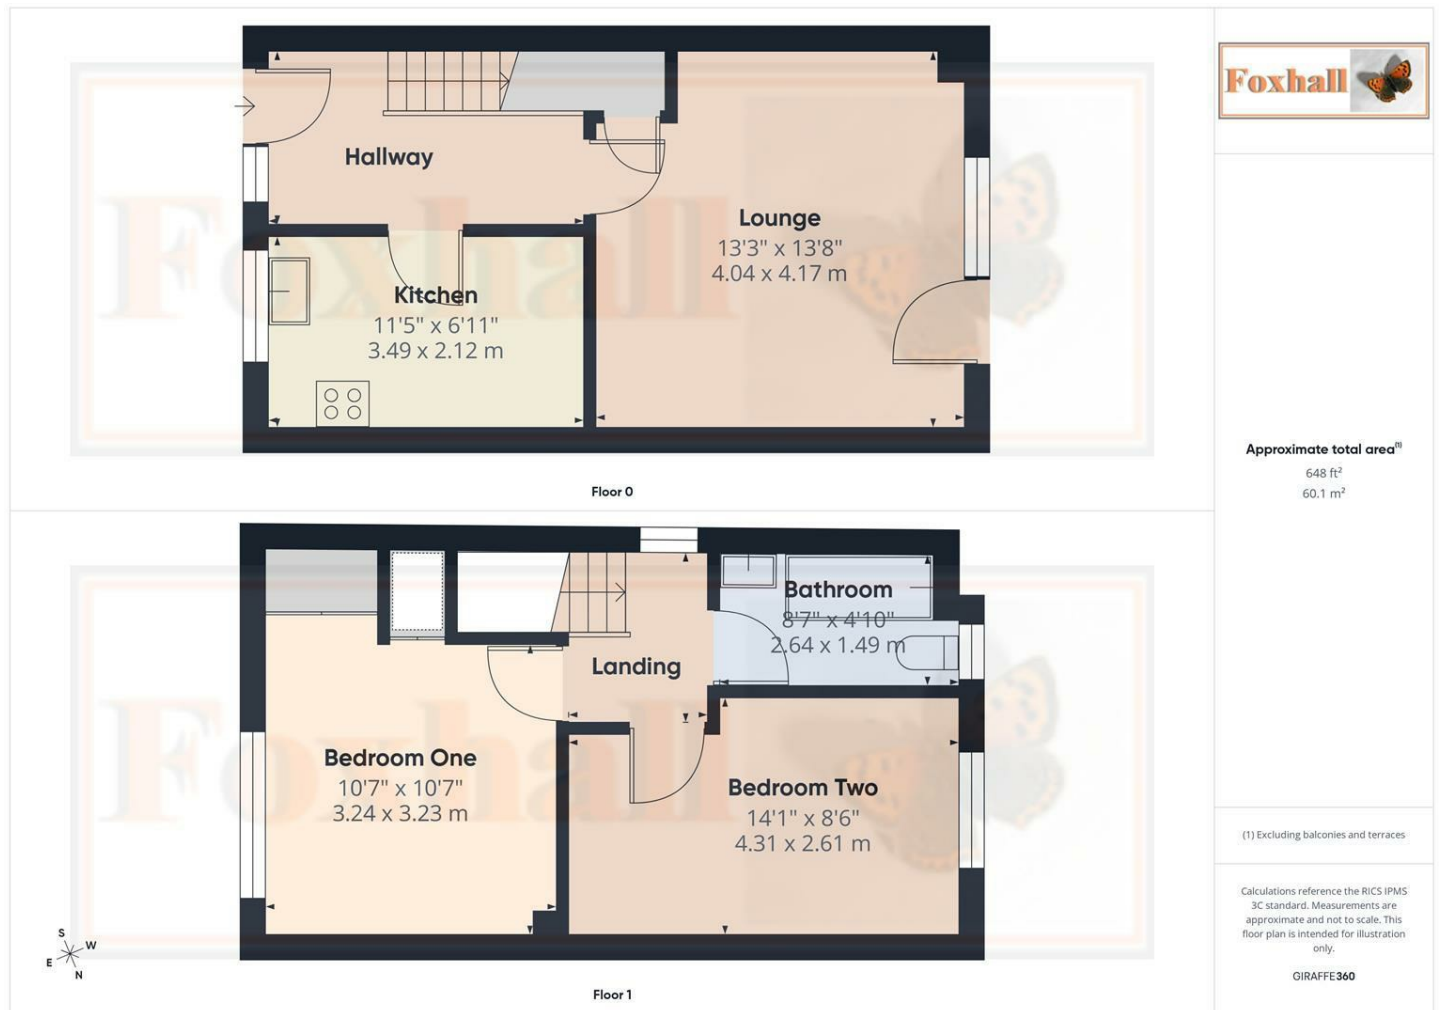 Foxhall
Hallway
Lounge
13'3" x 13'8"
4.04 x 4.17 m
Kitchen
11'5" x 6'11"
3.49 x 2.12 m
Foxhall
Floor 0
Bathroom
8'7" x 4'10"
2.64 x 1.49 m
Landing
Bedroom One
10'7" x 10'7"
3.24 x 3.23 m
Bedroom Two
14'1" x 8'6"
4.31 x 2.61 m
Foxhall
S
W
E
N
Floor 1
Approximate total area(1)
648 ft²
60.1 m²
(1) Excluding balconies and terraces
Calculations reference the RICS IPMS
3C standard. Measurements are
approximate and not to scale. This
floor plan is intended for illustration
only.
GIRAFFE360